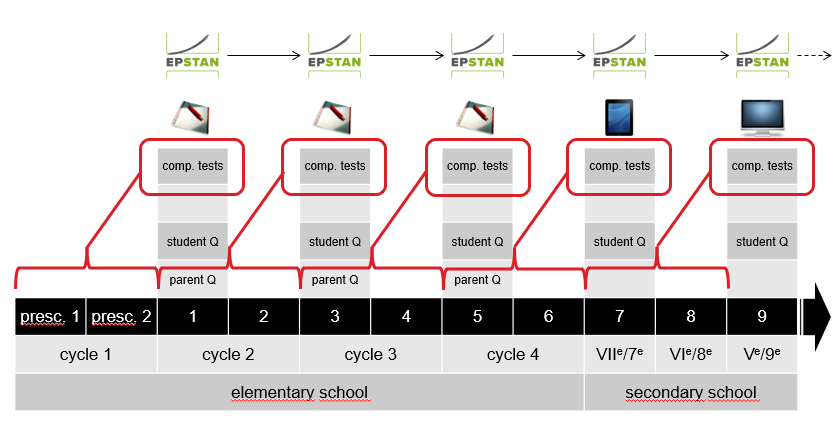 EPSTAN EPSTAN EPSTAN EPSTAN EPSTAN
comp. tests comp. tests comp. tests comp. tests comp. tests
student Q student Q student Q student Q student Q
parent Q parent Q parent Q
presc. 1 presc. 2 1 2 3 4 5 6 7 8 9
cycle 1 cycle 2 cycle 3 cycle 4 VIIᵉ/7ᵉ VIᵉ/8ᵉ Vᵉ/9ᵉ
elementary school secondary school